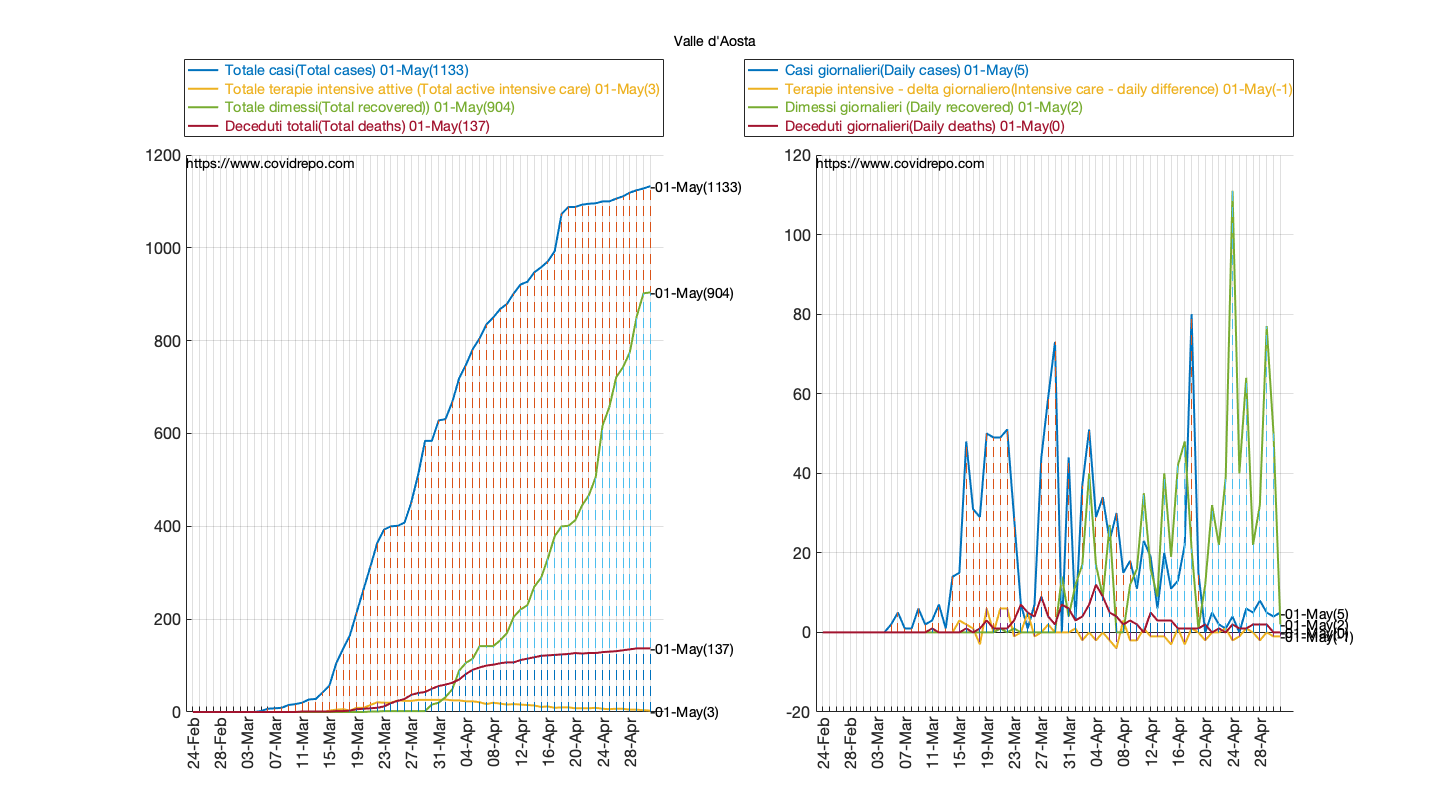 Valle d'Aosta
Totale casi(Total cases) 01-May(1133)
Totale terapie intensive attive (Total active intensive care) 01-May(3)
Totale dimessi(Total recovered)) 01-May(904)
Deceduti totali(Total deaths) 01-May(137)
1200
https://www.covidrepo.com
01-May(1133)
1000
01-May(904)
800
600
400
200
01-May(137)
0
01-May(3)
24-Feb
28-Feb
03-Mar
07-Mar
11-Mar
15-Mar
19-Mar
23-Mar
27-Mar
31-Mar
04-Apr
08-Apr
12-Apr
16-Apr
20-Apr
24-Apr
28-Apr
Casi giornalieri(Daily cases) 01-May(5)
Terapie intensive - delta giornaliero(Intensive care - daily difference) 01-May(-1)
Dimessi giornalieri (Daily recovered) 01-May(2)
Deceduti giornalieri(Daily deaths) 01-May(0)
120
https://www.covidrepo.com
100
80
60
40
20
0
-20
01-May(5)
01-May(2)
01-May(0)
01-May(-1)
24-Feb
28-Feb
03-Mar
07-Mar
11-Mar
15-Mar
19-Mar
23-Mar
27-Mar
31-Mar
04-Apr
08-Apr
12-Apr
16-Apr
20-Apr
24-Apr
28-Apr